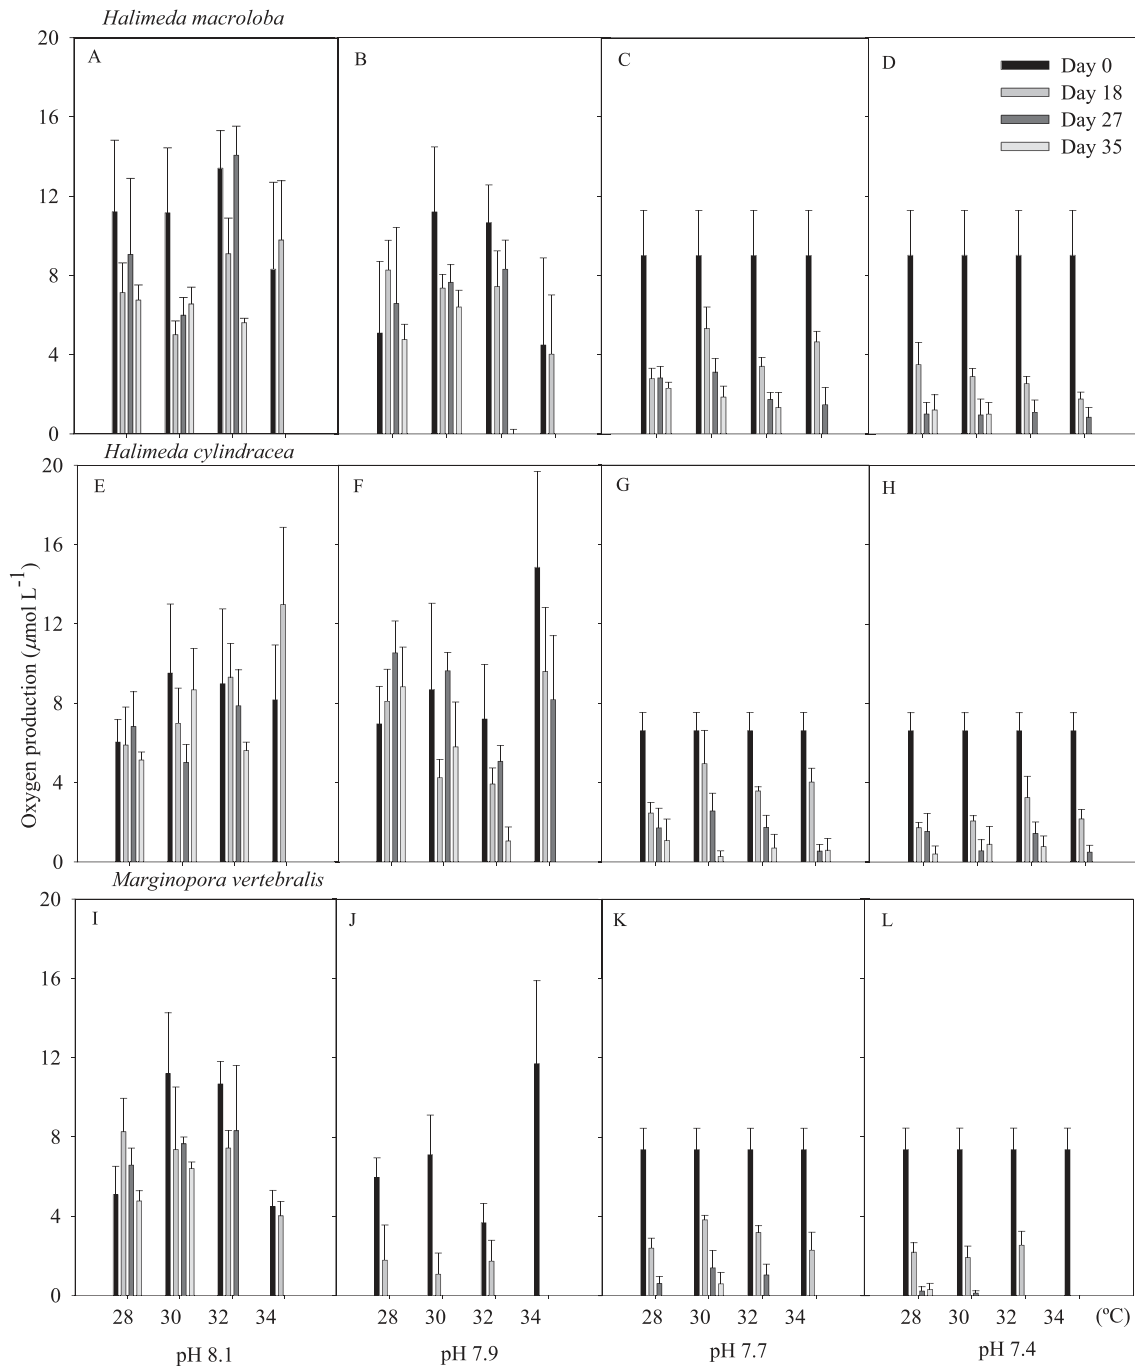 Halimeda macroloba
20
16
12
8
4
0
A
B
C
D
Day 0
Day 18
Day 27
Day 35
Halimeda cylindracea
20
16
12
8
4
0
E
F
G
H
Oxygen production (μmol L-1)
Marginopora vertebralis
20
16
12
8
4
0
I
J
K
L
28 30 32 34 28 30 32 34 28 30 32 34 28 30 32 34 (ºC)
pH 8.1 pH 7.9 pH 7.7 pH 7.4